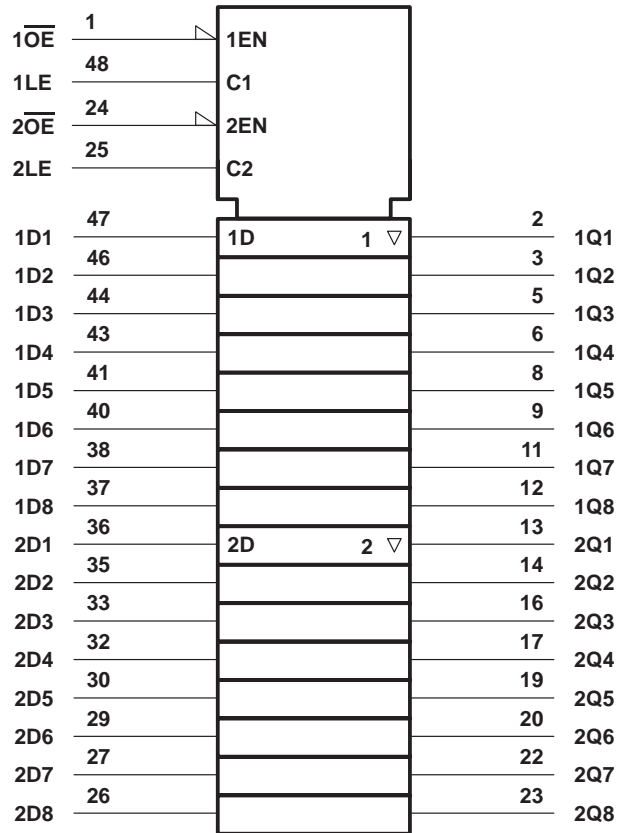 1O̅E̅ 1 1EN
1LE 48 C1
2O̅E̅ 24 2EN
2LE 25 C2
1D1 47 1D 1 ▽ 2 1Q1
1D2 46 3 1Q2
1D3 44 5 1Q3
1D4 43 6 1Q4
1D5 41 8 1Q5
1D6 40 9 1Q6
1D7 38 11 1Q7
1D8 37 12 1Q8
2D1 36 2D 2 ▽ 13 2Q1
2D2 35 14 2Q2
2D3 33 16 2Q3
2D4 32 17 2Q4
2D5 30 19 2Q5
2D6 29 20 2Q6
2D7 27 22 2Q7
2D8 26 23 2Q8